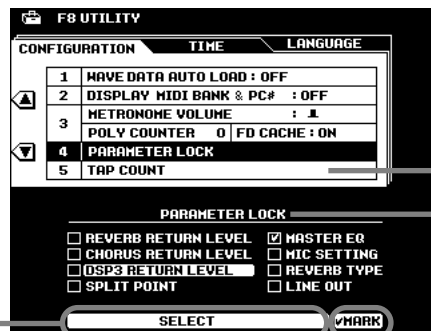 F8 UTILITY
CONFIGURATION TIME LANGUAGE
1 WAVE DATA AUTO LOAD : OFF
2 DISPLAY MIDI BANK & PC# : OFF
3 METRONOME VOLUME :
POLY COUNTER 0 FD CACHE : ON
4 PARAMETER LOCK
5 TAP COUNT
PARAMETER LOCK
REVERB RETURN LEVEL MASTER EQ
CHORUS RETURN LEVEL MIC SETTING
DSP3 RETURN LEVEL REVERB TYPE
SPLIT POINT LINE OUT
SELECT MARK